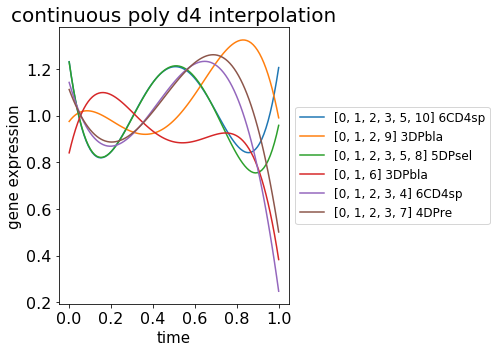 continuous poly d4 interpolation
gene expression
1.2
1.0
0.8
0.6
0.4
0.2
0.0 0.2 0.4 0.6 0.8 1.0
time
[0, 1, 2, 3, 5, 10] 6CD4sp
[0, 1, 2, 9] 3DPbla
[0, 1, 2, 3, 5, 8] 5DPsel
[0, 1, 6] 3DPbla
[0, 1, 2, 3, 4] 6CD4sp
[0, 1, 2, 3, 7] 4DPre